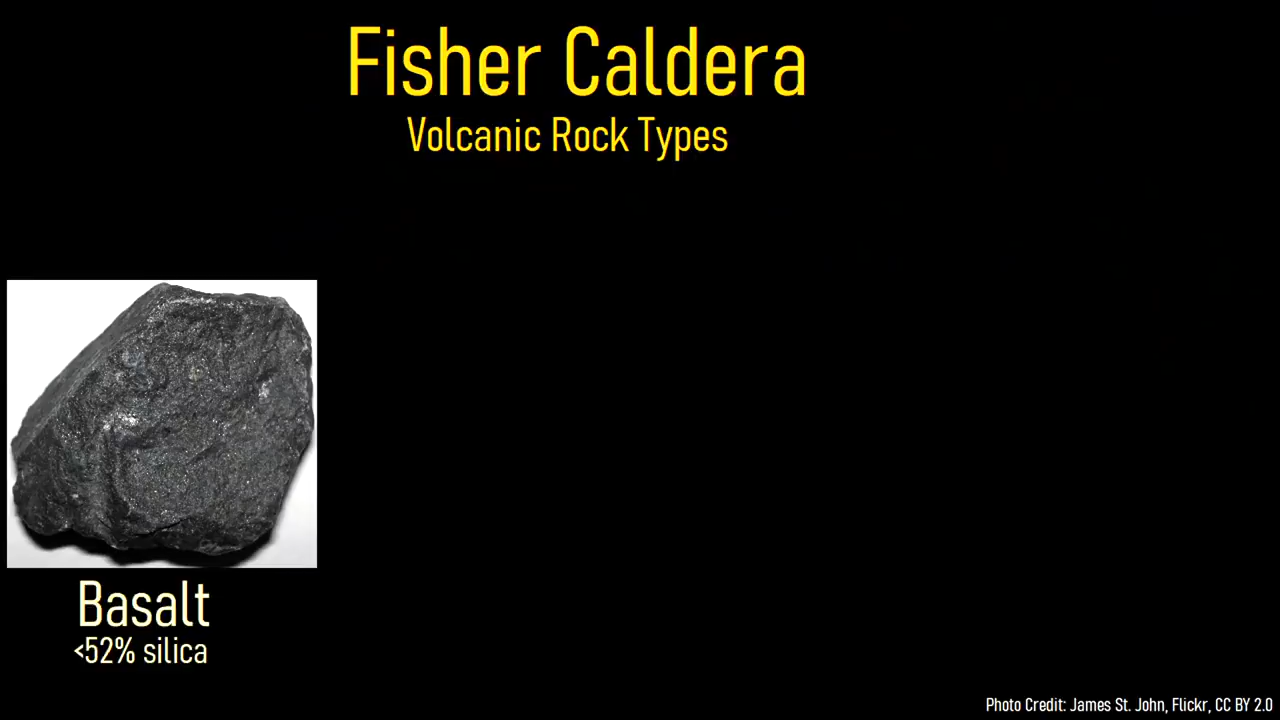 Fisher Caldera
Volcanic Rock Types
Basalt
<52% silica
Photo Credit: James St. John, Flickr, CC BY 2.0